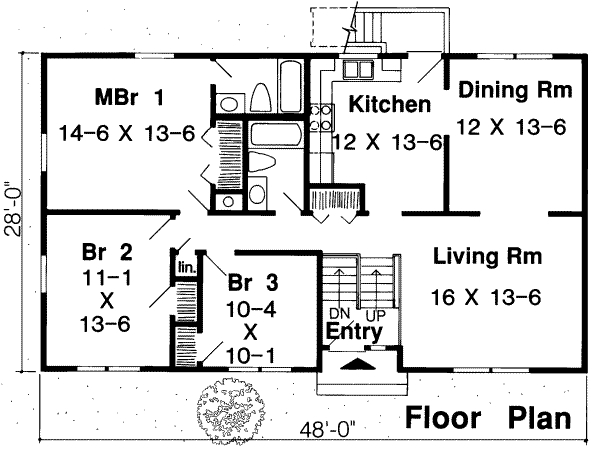 MBr 1
14-6 X 13-6
Kitchen
12 X 13-6
Dining Rm
12 X 13-6
28'-0"
Br 2
11-1
X
13-6
lin.
Br 3
10-4
X
10-1
DN
UP
Entry
Living Rm
16 X 13-6
Floor Plan
48'-0"